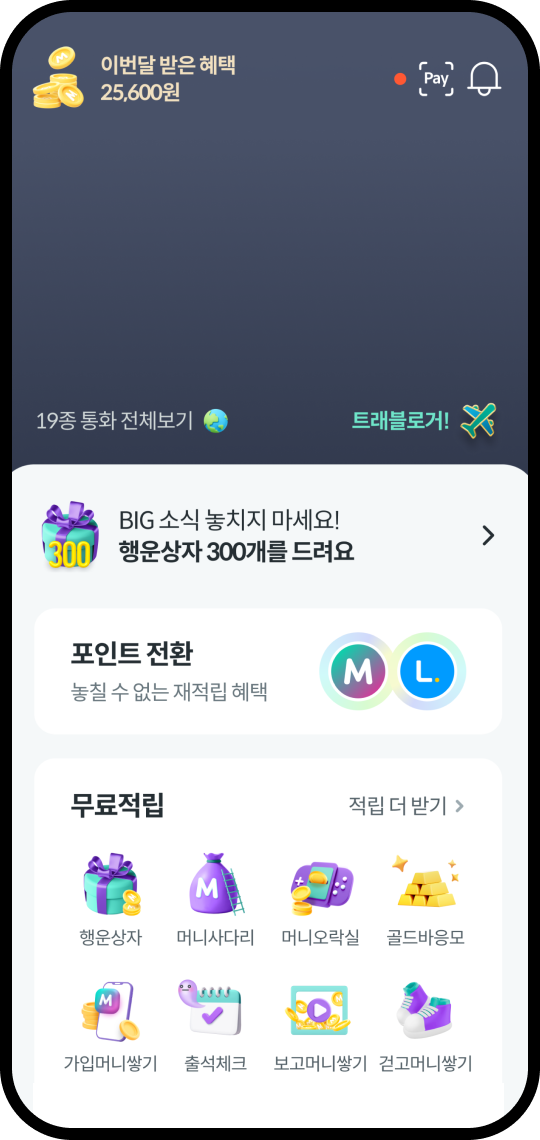 이번달 받은 혜택
25,600원
Pay
19종 통화 전체보기
트래블로거!
BIG 소식 놓치지 마세요!
300
행운상자 300개를 드려요
포인트 전환
놓칠 수 없는 재적립 혜택
M
L.
무료적립
적립 더 받기
M
행운상자
머니사다리
머니오락실
골드바응모
M
가입머니쌓기
출석체크
보고머니쌓기
걷고머니쌓기